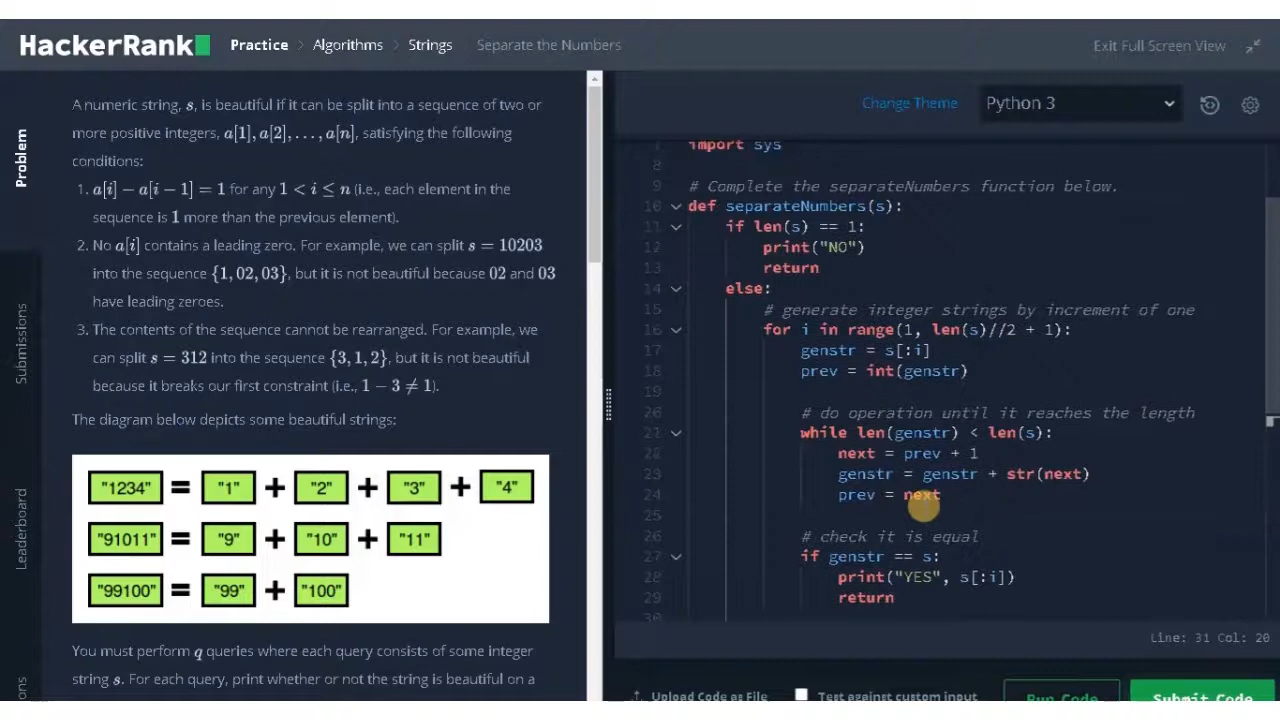 HackerRank
Practice > Algorithms > Strings > Separate the Numbers
Exit Full Screen View
Problem
Submissions
Leaderboard
A numeric string, s, is beautiful if it can be split into a sequence of two or
more positive integers, a[1], a[2], . . . , a[n], satisfying the following
conditions:
1. a[i] − a[i − 1] = 1 for any 1 < i ≤ n (i.e., each element in the
sequence is 1 more than the previous element).
2. No a[i] contains a leading zero. For example, we can split s = 10203
into the sequence {1, 02, 03}, but it is not beautiful because 02 and 03
have leading zeroes.
3. The contents of the sequence cannot be rearranged. For example, we
can split s = 312 into the sequence {3, 1, 2}, but it is not beautiful
because it breaks our first constraint (i.e., 1 − 3 ≠ 1).
The diagram below depicts some beautiful strings:
"1234" = "1" + "2" + "3" + "4"
"91011" = "9" + "10" + "11"
"99100" = "99" + "100"
You must perform q queries where each query consists of some integer
string s. For each query, print whether or not the string is beautiful on a
Change Theme
Python 3
import sys
8
9 # Complete the separateNumbers function below.
10 def separateNumbers(s):
11 if len(s) == 1:
12 print("NO")
13 return
14 else:
15 # generate integer strings by increment of one
16 for i in range(1, len(s)//2 + 1):
17 genstr = s[:i]
18 prev = int(genstr)
19
20 # do operation until it reaches the length
21 while len(genstr) < len(s):
22 next = prev + 1
23 genstr = genstr + str(next)
24 prev = next
25
26 # check it is equal
27 if genstr == s:
28 print("YES", s[:i])
29 return
30
Line: 31 Col: 20
Upload Code as File
Test against custom input
Run Code
Submit Code